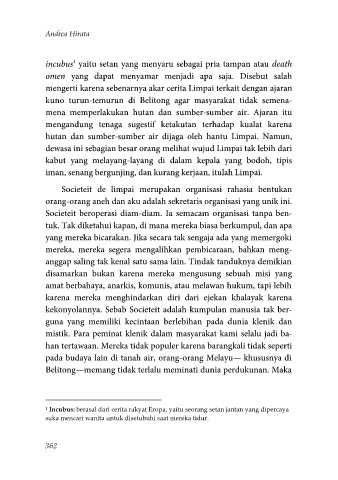 Andrea Hirata
incubus¹ yaitu setan yang menyaru sebagai pria tampan atau death
omen yang dapat menyamar menjadi apa saja. Disebut salah
mengerti karena sebenarnya akar cerita Limpai terkait dengan ajaran
kuno turun-temurun di Belitong agar masyarakat tidak semena-
mena memperlakukan hutan dan sumber-sumber air. Ajaran itu
mengandung tenaga sugestif ketakutan terhadap kualat karena
hutan dan sumber-sumber air dijaga oleh hantu Limpai. Namun,
dewasa ini sebagian besar orang melihat wujud Limpai tak lebih dari
kabut yang melayang-layang di dalam kepala yang bodoh, tipis
iman, senang bergunjing, dan kurang kerjaan, itulah Limpai.
Societeit de limpai merupakan organisasi rahasia bentukan
orang-orang aneh dan aku adalah sekretaris organisasi yang unik ini.
Societeit beroperasi diam-diam. Ia semacam organisasi tanpa ben-
tuk. Tak diketahui kapan, di mana mereka biasa berkumpul, dan apa
yang mereka bicarakan. Jika secara tak sengaja ada yang memergoki
mereka, mereka segera mengalihkan pembicaraan, bahkan meng-
anggap saling tak kenal satu sama lain. Tindak tanduknya demikian
disamarkan bukan karena mereka mengusung sebuah misi yang
amat berbahaya, anarkis, komunis, atau melawan hukum, tapi lebih
karena mereka menghindarkan diri dari ejekan khalayak karena
kekonyolannya. Sebab Societeit adalah kumpulan manusia tak ber-
guna yang memiliki kecintaan berlebihan pada dunia klenik dan
mistik. Para peminat klenik dalam masyarakat kami selalu jadi ba-
han tertawaan. Mereka tidak populer karena barangkali tidak seperti
pada budaya lain di tanah air, orang-orang Melayu— khususnya di
Belitong—memang tidak terlalu meminati dunia perdukunan. Maka
¹ Incubus: berasal dari cerita rakyat Eropa, yaitu seorang setan jantan yang dipercaya
suka mencari wanita untuk disetubuhi saat mereka tidur.
362